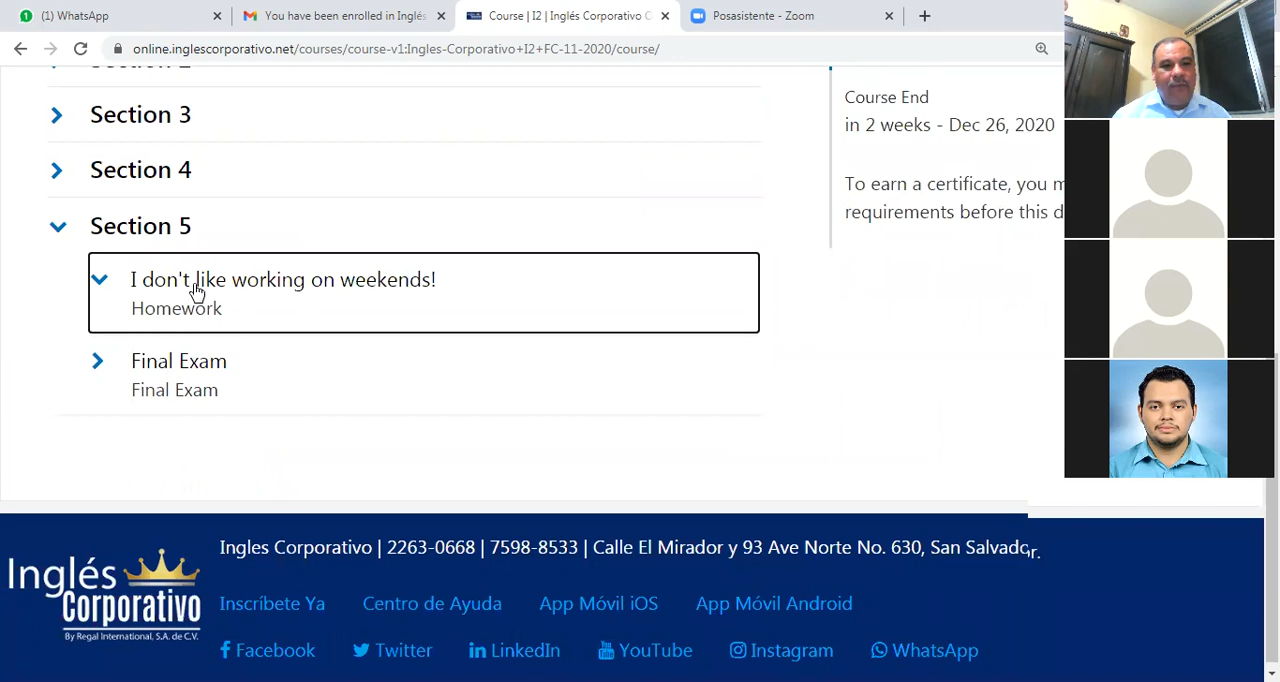 (1) WhatsApp
You have been enrolled in Inglés
Course | I2 | Inglés Corporativo C
Posasistente - Zoom
online.inglescorporativo.net/courses/course-v1:Ingles-Corporativo+I2+FC-11-2020/course/
Section 3
Section 4
Section 5
I don't like working on weekends!
Homework
Final Exam
Final Exam
Course End
in 2 weeks - Dec 26, 2020
To earn a certificate, you m
requirements before this d
Inglés
Corporativo
By Regal International, S.A. de C.V.
Ingles Corporativo | 2263-0668 | 7598-8533 | Calle El Mirador y 93 Ave Norte No. 630, San Salvador.
Inscríbete Ya
Centro de Ayuda
App Móvil iOS
App Móvil Android
Facebook
Twitter
LinkedIn
YouTube
Instagram
WhatsApp